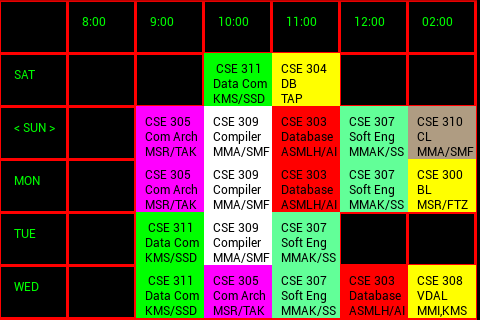 8:00 9:00 10:00 11:00 12:00 02:00
SAT
CSE 311 CSE 304
Data Com DB
KMS/SSD TAP
< SUN >
CSE 305 CSE 309 CSE 303 CSE 307 CSE 310
Com Arch Compiler Database Soft Eng CL
MSR/TAK MMA/SMF ASMLH/AI MMAK/SS MMA/SMF
MON
CSE 305 CSE 309 CSE 303 CSE 307 CSE 300
Com Arch Compiler Database Soft Eng BL
MSR/TAK MMA/SMF ASMLH/AI MMAK/SS MSR/FTZ
TUE
CSE 311 CSE 309 CSE 307
Data Com Compiler Soft Eng
KMS/SSD MMA/SMF MMAK/SS
WED
CSE 311 CSE 305 CSE 307 CSE 303 CSE 308
Data Com Com Arch Soft Eng Database VDAL
KMS/SSD MSR/TAK MMAK/SS ASMLH/AI MMI,KMS